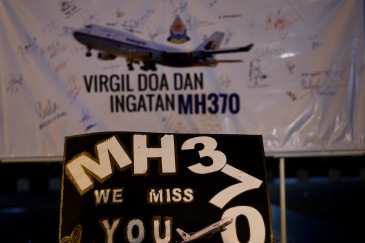 VIRGIL DOA DAN
INGATAN MH370
MH370
WE MISS
YOU